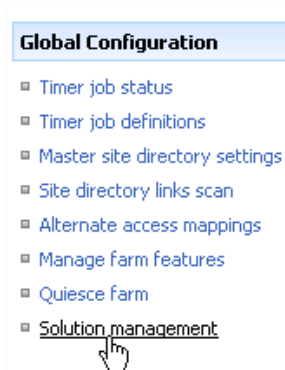 Global Configuration
Timer job status
Timer job definitions
Master site directory settings
Site directory links scan
Alternate access mappings
Manage farm features
Quiesce farm
Solution management